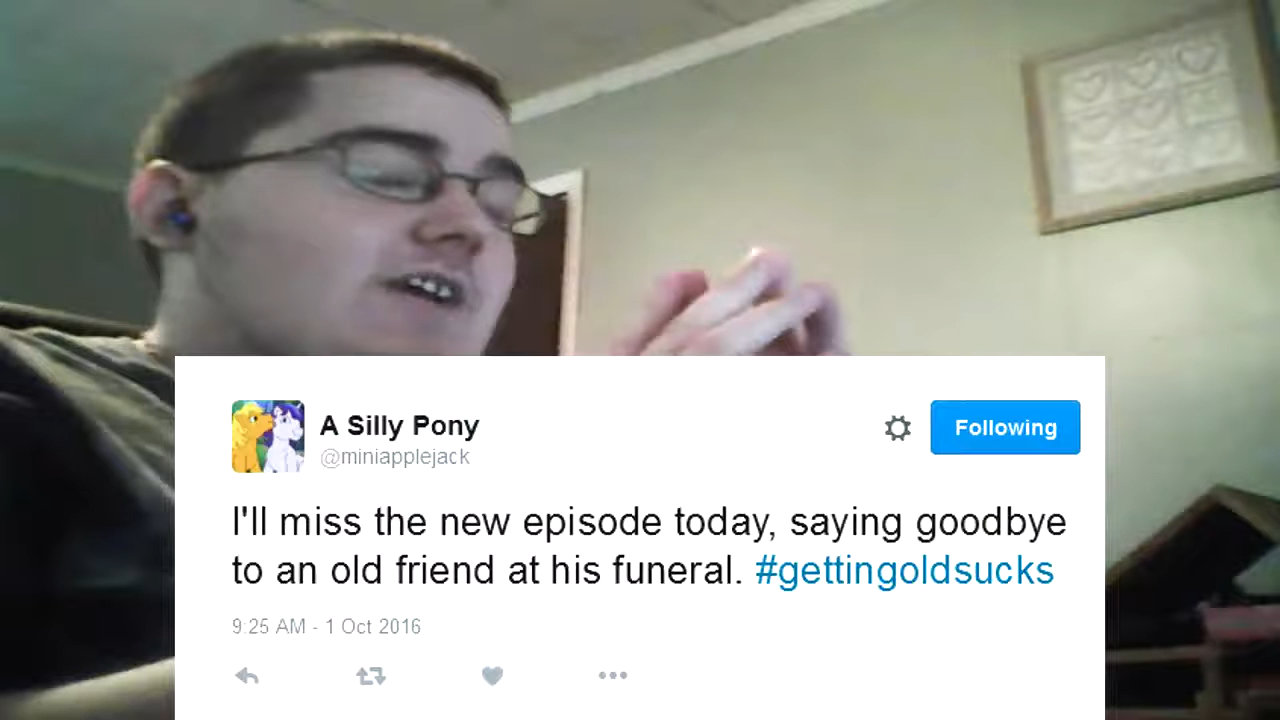 A Silly Pony
@miniapplejack
Following
I'll miss the new episode today, saying goodbye
to an old friend at his funeral. #gettingoldsucks
9:25 AM - 1 Oct 2016